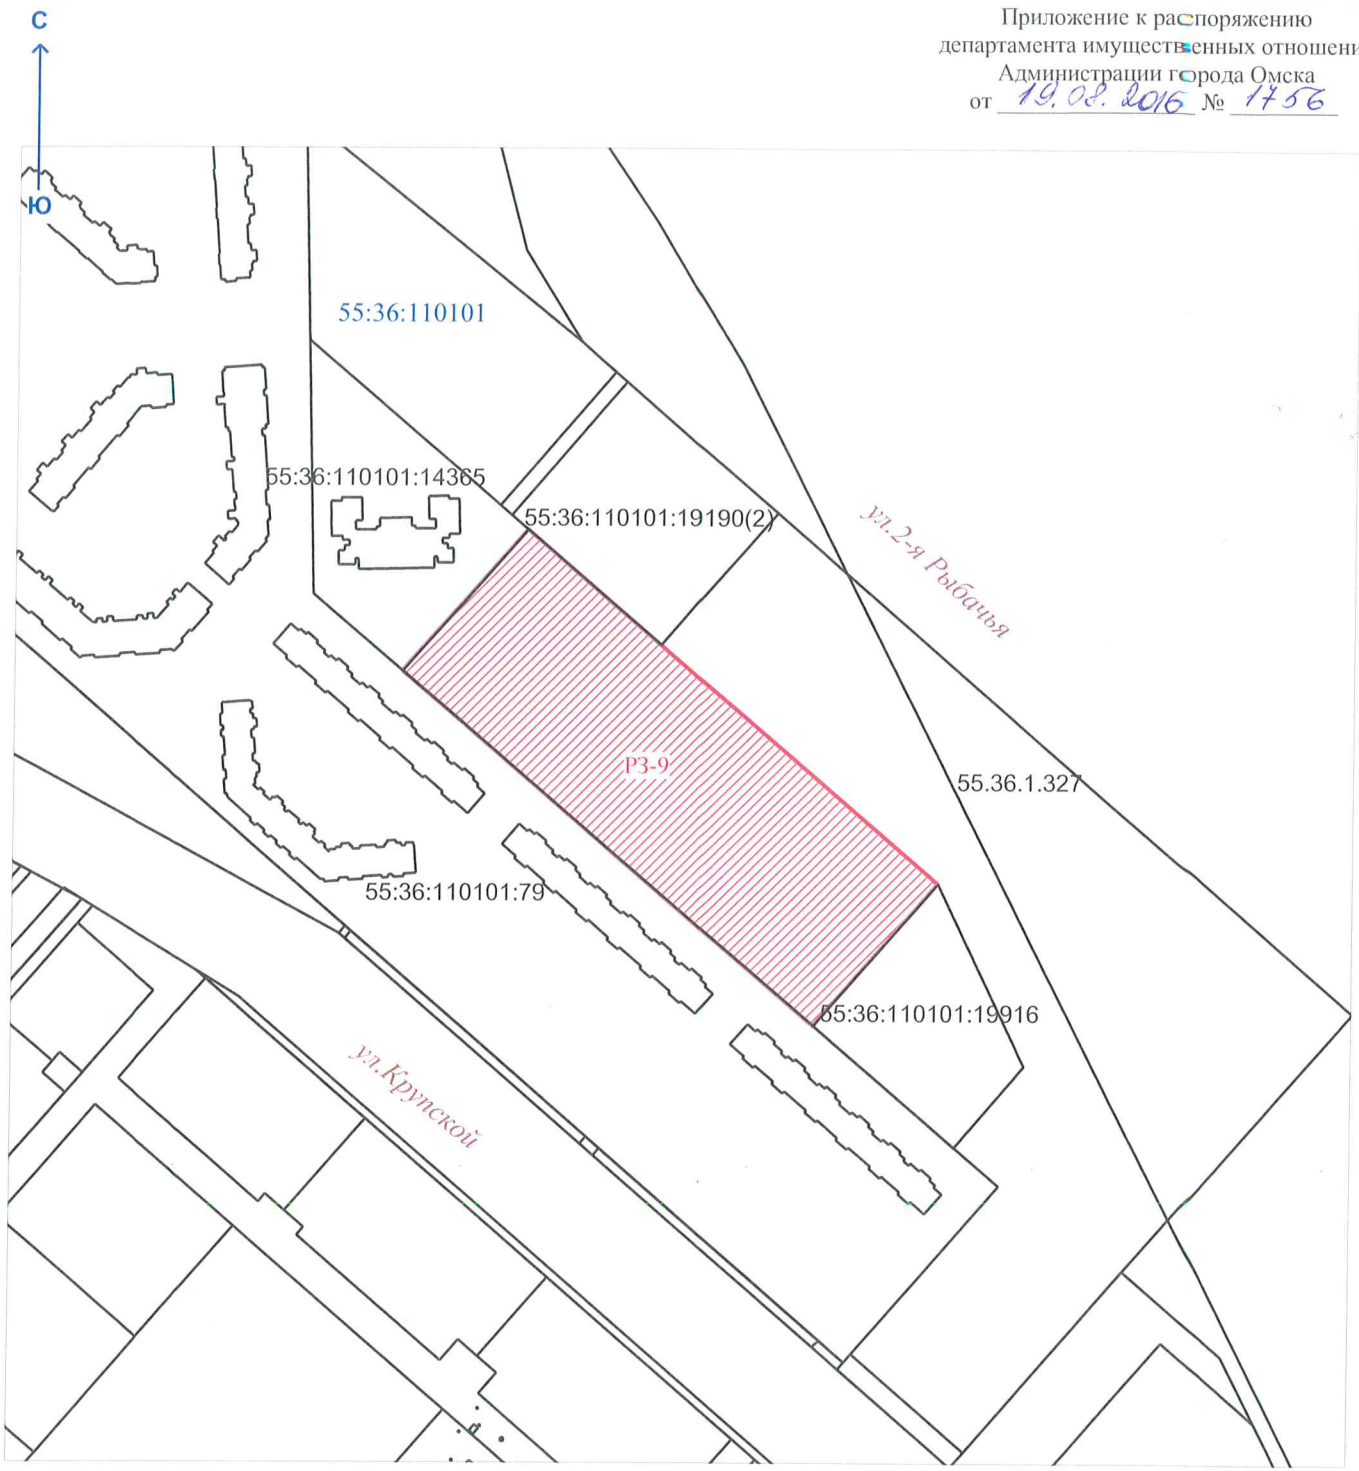 С
Ю
Приложение к распоряжению
департамента имущественных отношени
Администрации города Омска
от 19.08.2016 № 1756
55:36:110101
55:36:110101:14365
55:36:110101:19190(2)
ул.2-я Рыбачья
РЗ-9
55.36.1.327
55:36:110101:79
55:36:110101:19916
ул.Крупской